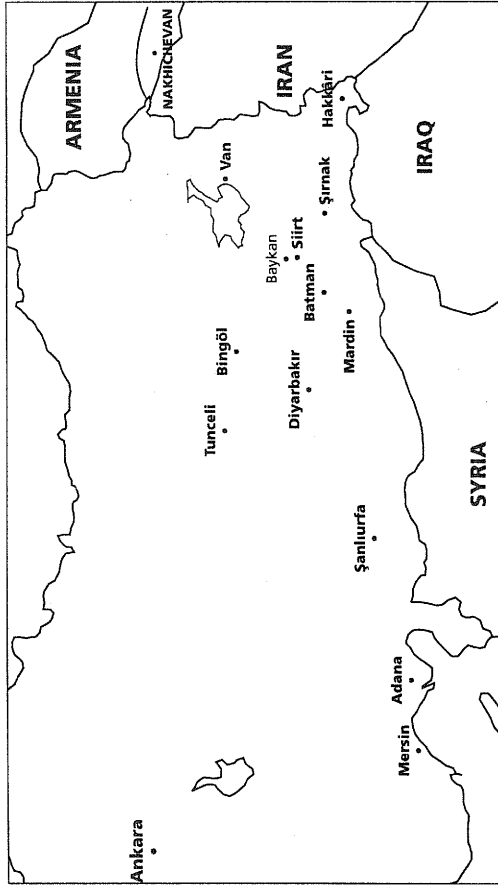 ARMENIA
NAKHICHEVAN
Ankara
Tunceli
Bingöl
Van
IRAN
Baykan
Siirt
Diyarbakır
Batman
Şırnak
Hakkâri
Şanlıurfa
Mardin
Mersin
Adana
SYRIA
IRAQ